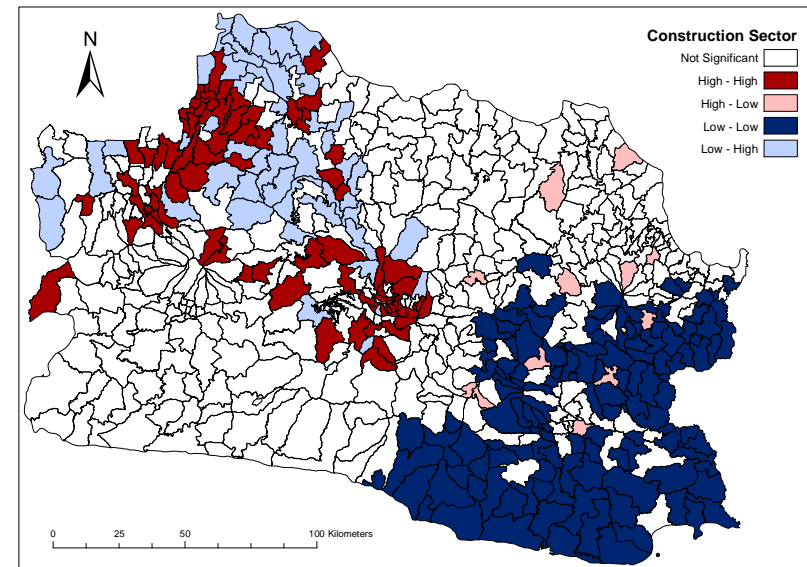 N
Construction Sector
Not Significant
High - High
High - Low
Low - Low
Low - High
0 25 50 100 Kilometers